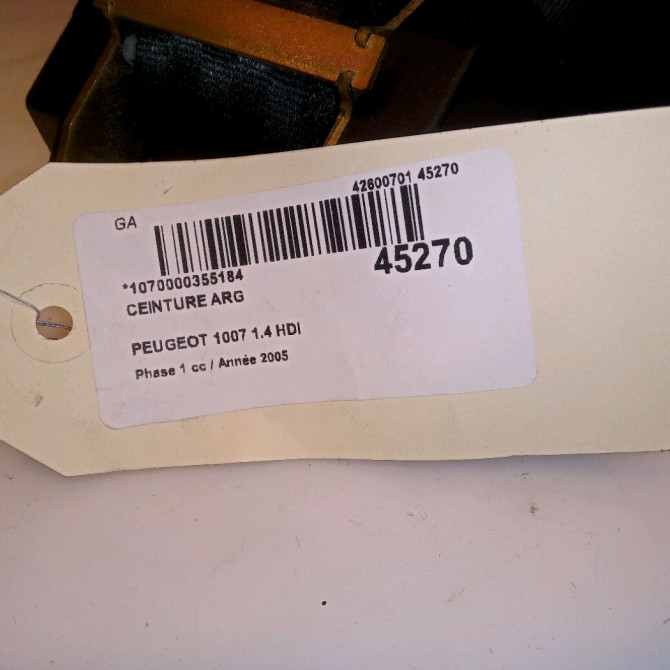 42600701 45270
GA
45270
*1070000355184
CEINTURE ARG
PEUGEOT 1007 1.4 HDI
Phase 1 cc / Année 2005